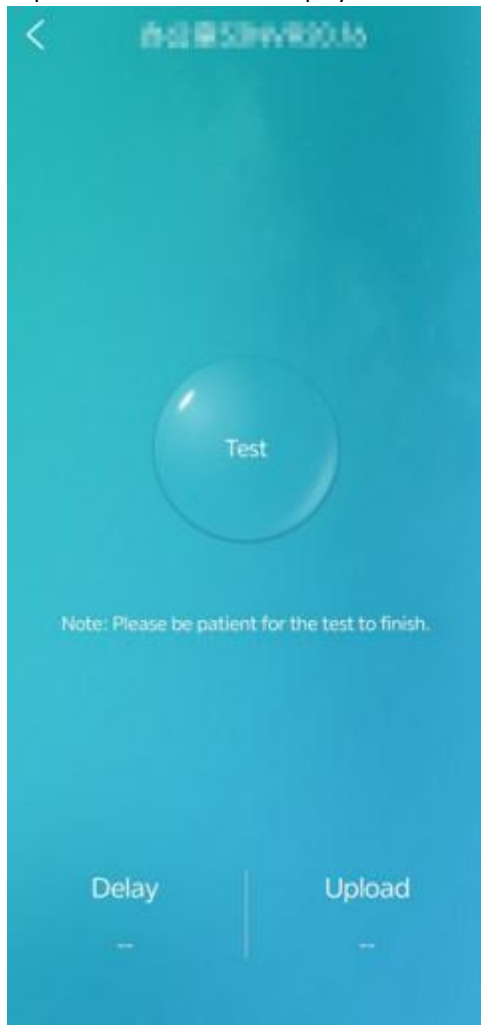 Test
Note: Please be patient for the test to finish.
Delay
Upload
--
--